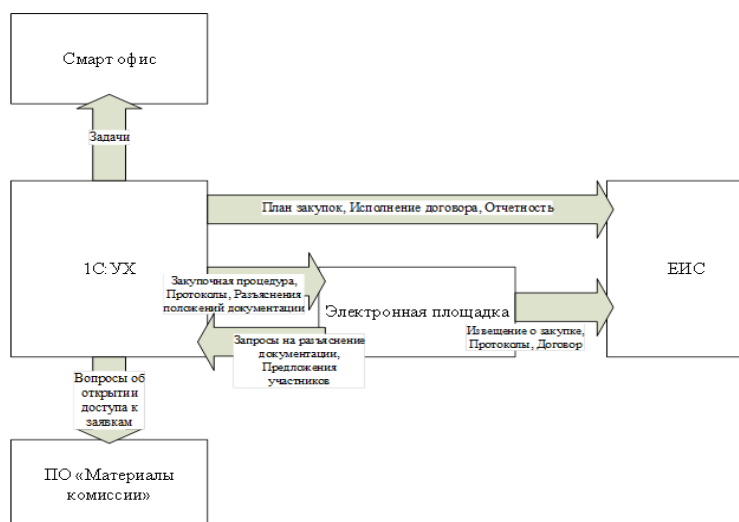 Смарт офис
Задачи
План закупок, Исполнение договора, Отчетность
1С:УХ
ЕИС
Закупочная процедура,
Протоколы, Разъяснения
положений документации
Электронная площадка
Извещение о закупке,
Протоколы, Договор
Запросы на разъяснение
документации,
Предложения
участников
Вопросы об
открытии
доступа к
заявкам
ПО «Материалы
комиссии»